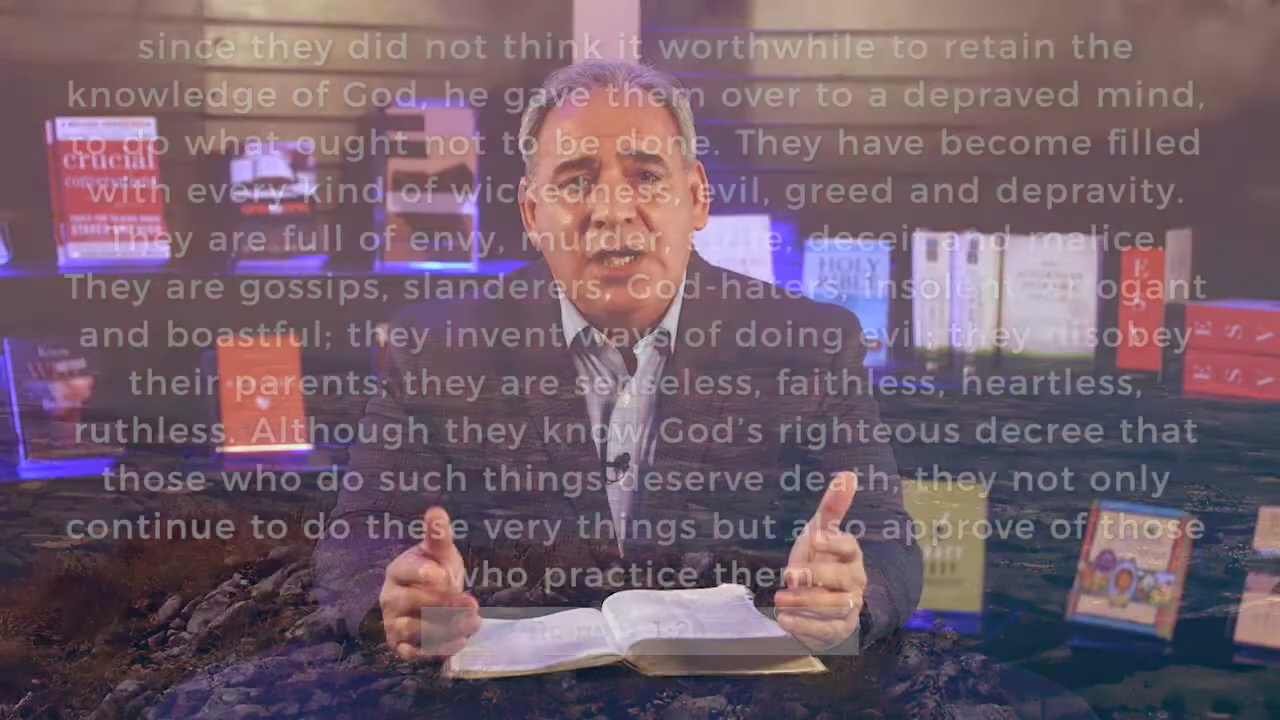 since they did not think it worthwhile to retain the
knowledge of God, he gave them over to a depraved mind,
to do what ought not to be done. They have become filled
with every kind of wickedness, evil, greed and depravity.
They are full of envy, murder, strife, deceit and malice.
They are gossips, slanderers, God-haters, insolent, arrogant
and boastful; they invent ways of doing evil; they disobey
their parents; they are senseless, faithless, heartless,
ruthless. Although they know God's righteous decree that
those who do such things deserve death, they not only
continue to do these very things but also approve of those
who practice them.
crucial
HOLY
BIBLE
ESV
ESV